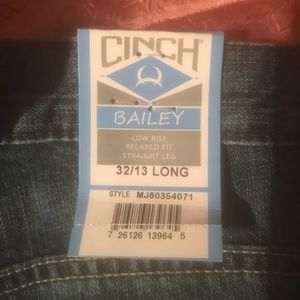 CINCH
BAILEY
LOW RISE
RELAXED FIT
STRAIGHT LEG
32/13 LONG
STYLE MJ80354071
7 26126 13964 5